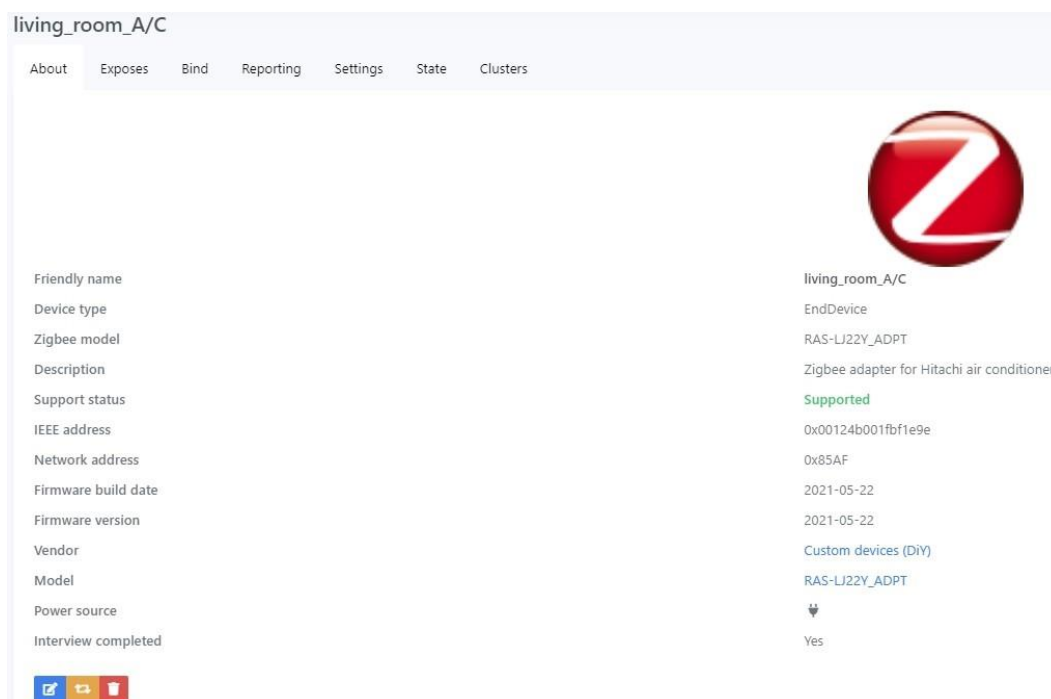 living_room_A/C
About Exposes Bind Reporting Settings State Clusters
Friendly name living_room_A/C
Device type EndDevice
Zigbee model RAS-LJ22Y_ADPT
Description Zigbee adapter for Hitachi air conditioner
Support status Supported
IEEE address 0x00124b001fbf1e9e
Network address 0x85AF
Firmware build date 2021-05-22
Firmware version 2021-05-22
Vendor Custom devices (DiY)
Model RAS-LJ22Y_ADPT
Power source
Interview completed Yes